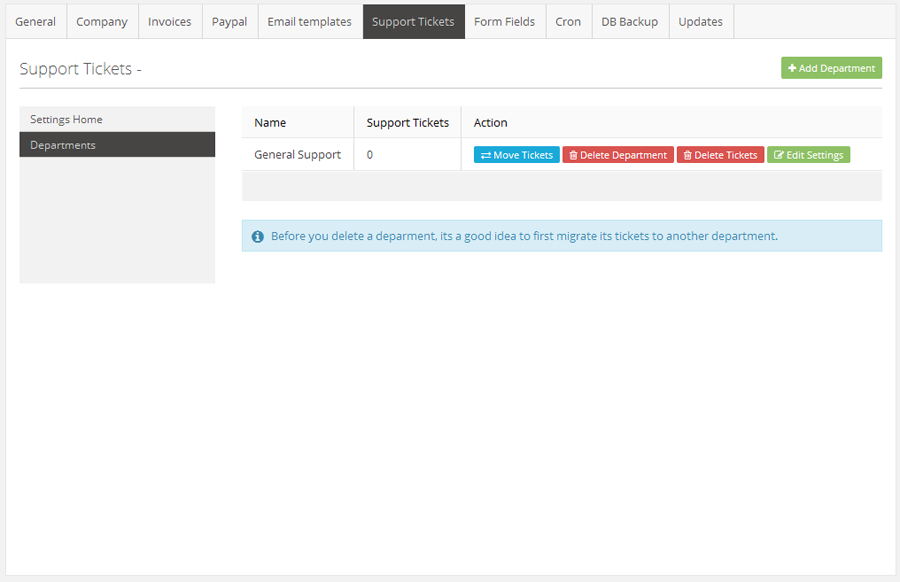 General Company Invoices Paypal Email templates Support Tickets Form Fields Cron DB Backup Updates
Support Tickets -
Add Department
Settings Home
Departments
Name Support Tickets Action
General Support 0 Move Tickets Delete Department Delete Tickets Edit Settings
Before you delete a deparment, its a good idea to first migrate its tickets to another department.